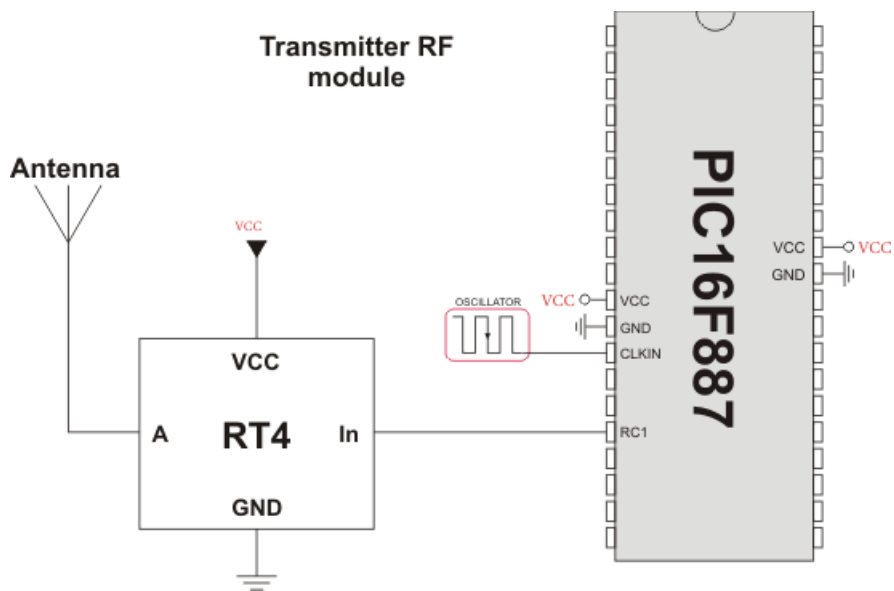 Transmitter RF
module
Antenna
VCC
VCC
RT4
A
In
GND
OSCILLATOR
VCC
VCC
GND
CLKIN
RC1
PIC16F887
VCC
VCC
GND